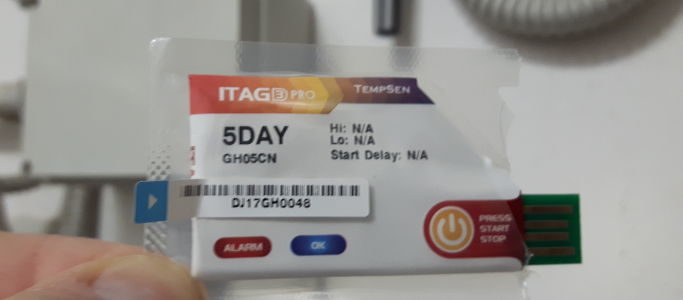 ITAG3 PRO TEMPSEN
5DAY
GH05CN
Hi: N/A
Lo: N/A
Start Delay: N/A
DJ17GH0048
ALARM OK
PRESS
START
STOP